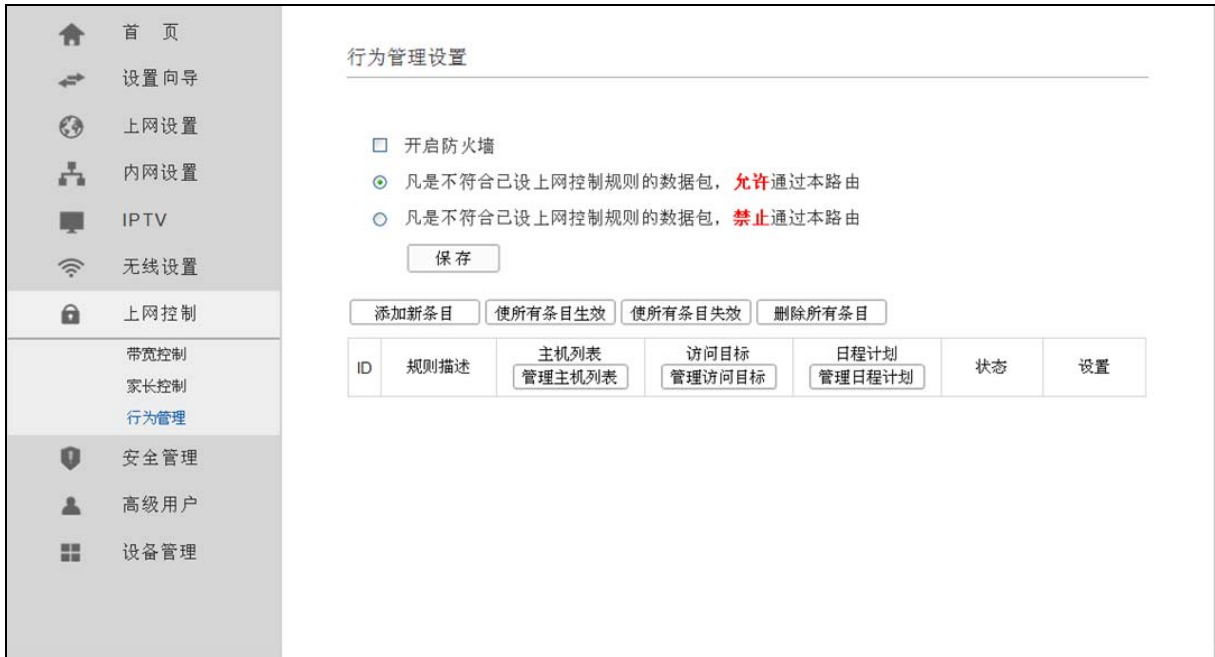 首 页
设置向导
上网设置
内网设置
IPTV
无线设置
上网控制
带宽控制
家长控制
行为管理
安全管理
高级用户
设备管理
行为管理设置
开启防火墙
凡是不符合已设上网控制规则的数据包，允许通过本路由
凡是不符合已设上网控制规则的数据包，禁止通过本路由
保存
添加新条目 使所有条目生效 使所有条目失效 删除所有条目
ID 规则描述 主机列表 访问目标 日程计划 状态 设置
管理主机列表 管理访问目标 管理日程计划